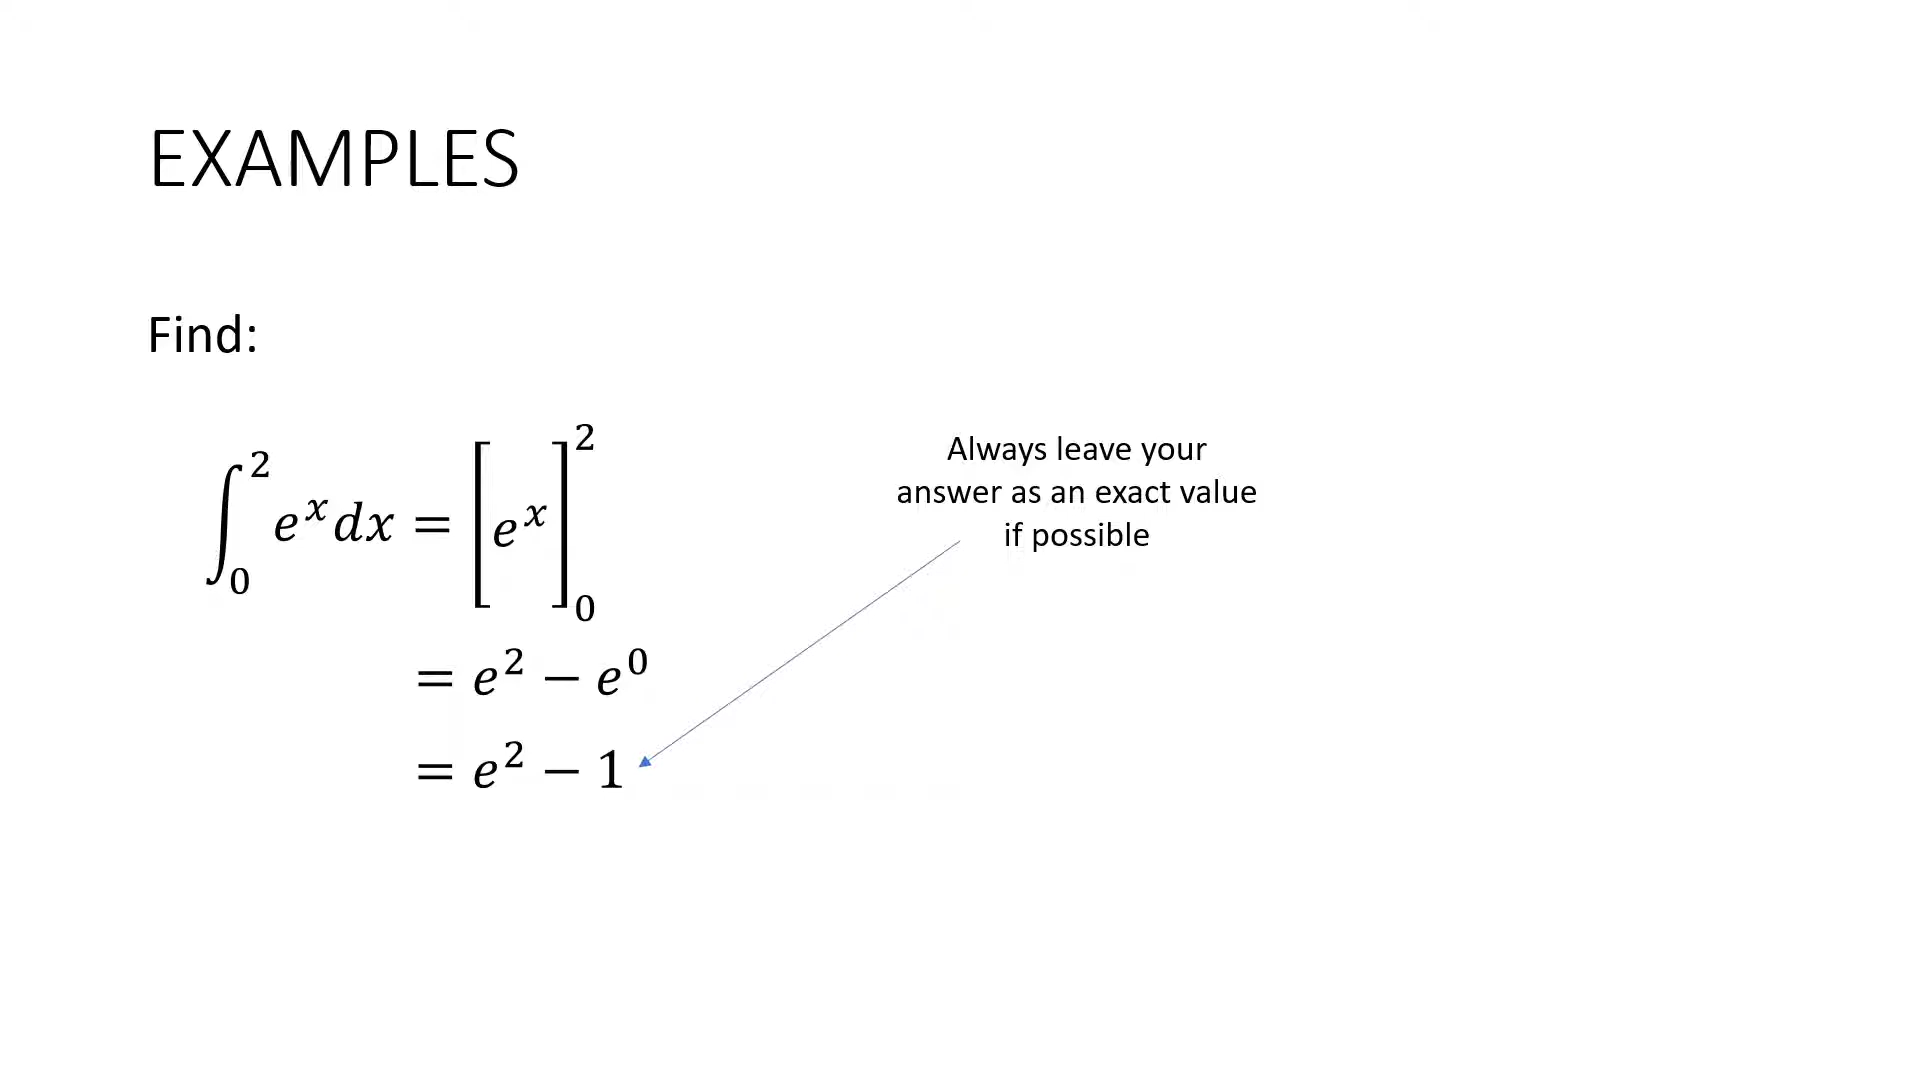 EXAMPLES
Find:
∫₀² eˣdx = [eˣ]₀²
= e² − e⁰
= e² − 1
Always leave your
answer as an exact value
if possible